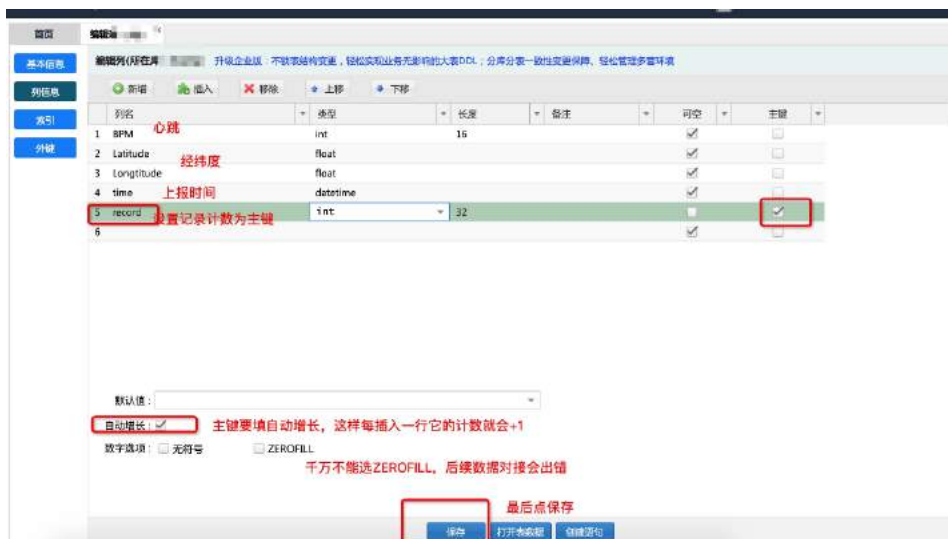 首页 编辑
基本信息
列信息
索引
外键
编辑列(所在库 升级企业版：不锁表结构变更，轻松实现业务无影响的大表DDL；分库分表一致性变更保障、轻松管理多套环境
新增 插入 移除 上移 下移
列名 类型 长度 备注 可空 主键
1 BPM 心跳 int 16
2 Latitude float
经纬度
3 Longtitude float
4 time 上报时间 datetime
5 record 设置记录计数为主键 int 32
6
默认值：
自动增长： 主键要填自动增长，这样每插入一行它的计数就会+1
数字选项： 无符号 ZEROFILL
千万不能选ZEROFILL，后续数据对接会出错
最后点保存
保存 打开表数据 创建语句